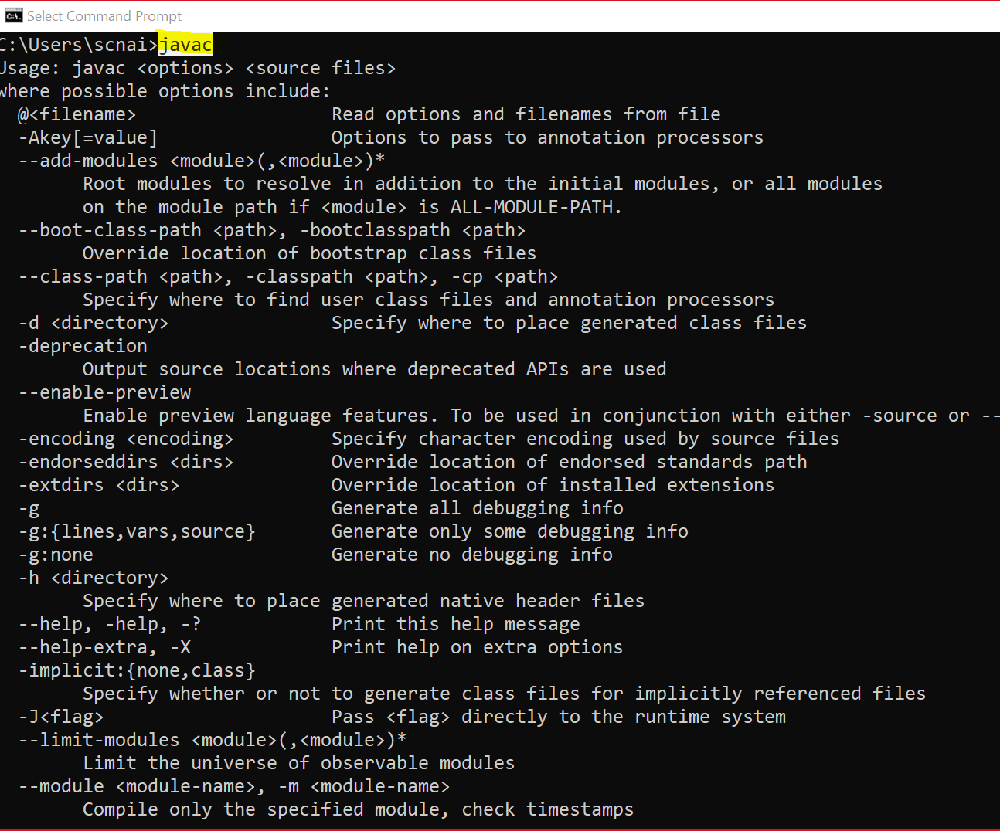 Select Command Prompt
C:\Users\scnai>javac
Usage: javac <options> <source files>
where possible options include:
  @<filename>                  Read options and filenames from file
  -Akey[=value]                Options to pass to annotation processors
  --add-modules <module>(,<module>)*
        Root modules to resolve in addition to the initial modules, or all modules
        on the module path if <module> is ALL-MODULE-PATH.
  --boot-class-path <path>, -bootclasspath <path>
        Override location of bootstrap class files
  --class-path <path>, -classpath <path>, -cp <path>
        Specify where to find user class files and annotation processors
  -d <directory>               Specify where to place generated class files
  -deprecation
        Output source locations where deprecated APIs are used
  --enable-preview
        Enable preview language features. To be used in conjunction with either -source or --
  -encoding <encoding>         Specify character encoding used by source files
  -endorseddirs <dirs>         Override location of endorsed standards path
  -extdirs <dirs>              Override location of installed extensions
  -g                           Generate all debugging info
  -g:{lines,vars,source}       Generate only some debugging info
  -g:none                      Generate no debugging info
  -h <directory>
        Specify where to place generated native header files
  --help, -help, -?            Print this help message
  --help-extra, -X             Print help on extra options
  -implicit:{none,class}
        Specify whether or not to generate class files for implicitly referenced files
  -J<flag>                     Pass <flag> directly to the runtime system
  --limit-modules <module>(,<module>)*
        Limit the universe of observable modules
  --module <module-name>, -m <module-name>
        Compile only the specified module, check timestamps